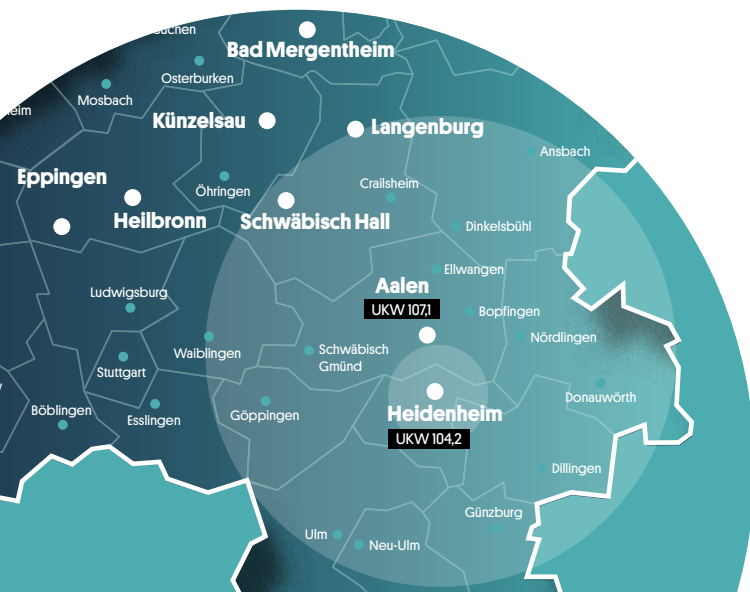 Bad Mergentheim
Osterburken
Mosbach
Künzelsau
Langenburg
Ansbach
Eppingen
Öhringen
Crailsheim
Heilbronn
Schwäbisch Hall
Dinkelsbühl
Ellwangen
Aalen
UKW 107,1
Ludwigsburg
Bopfingen
Nördlingen
Waiblingen
Schwäbisch
Gmünd
Stuttgart
Donauwörth
Böblingen
Esslingen
Göppingen
Heidenheim
UKW 104,2
Dillingen
Günzburg
Ulm
Neu-Ulm